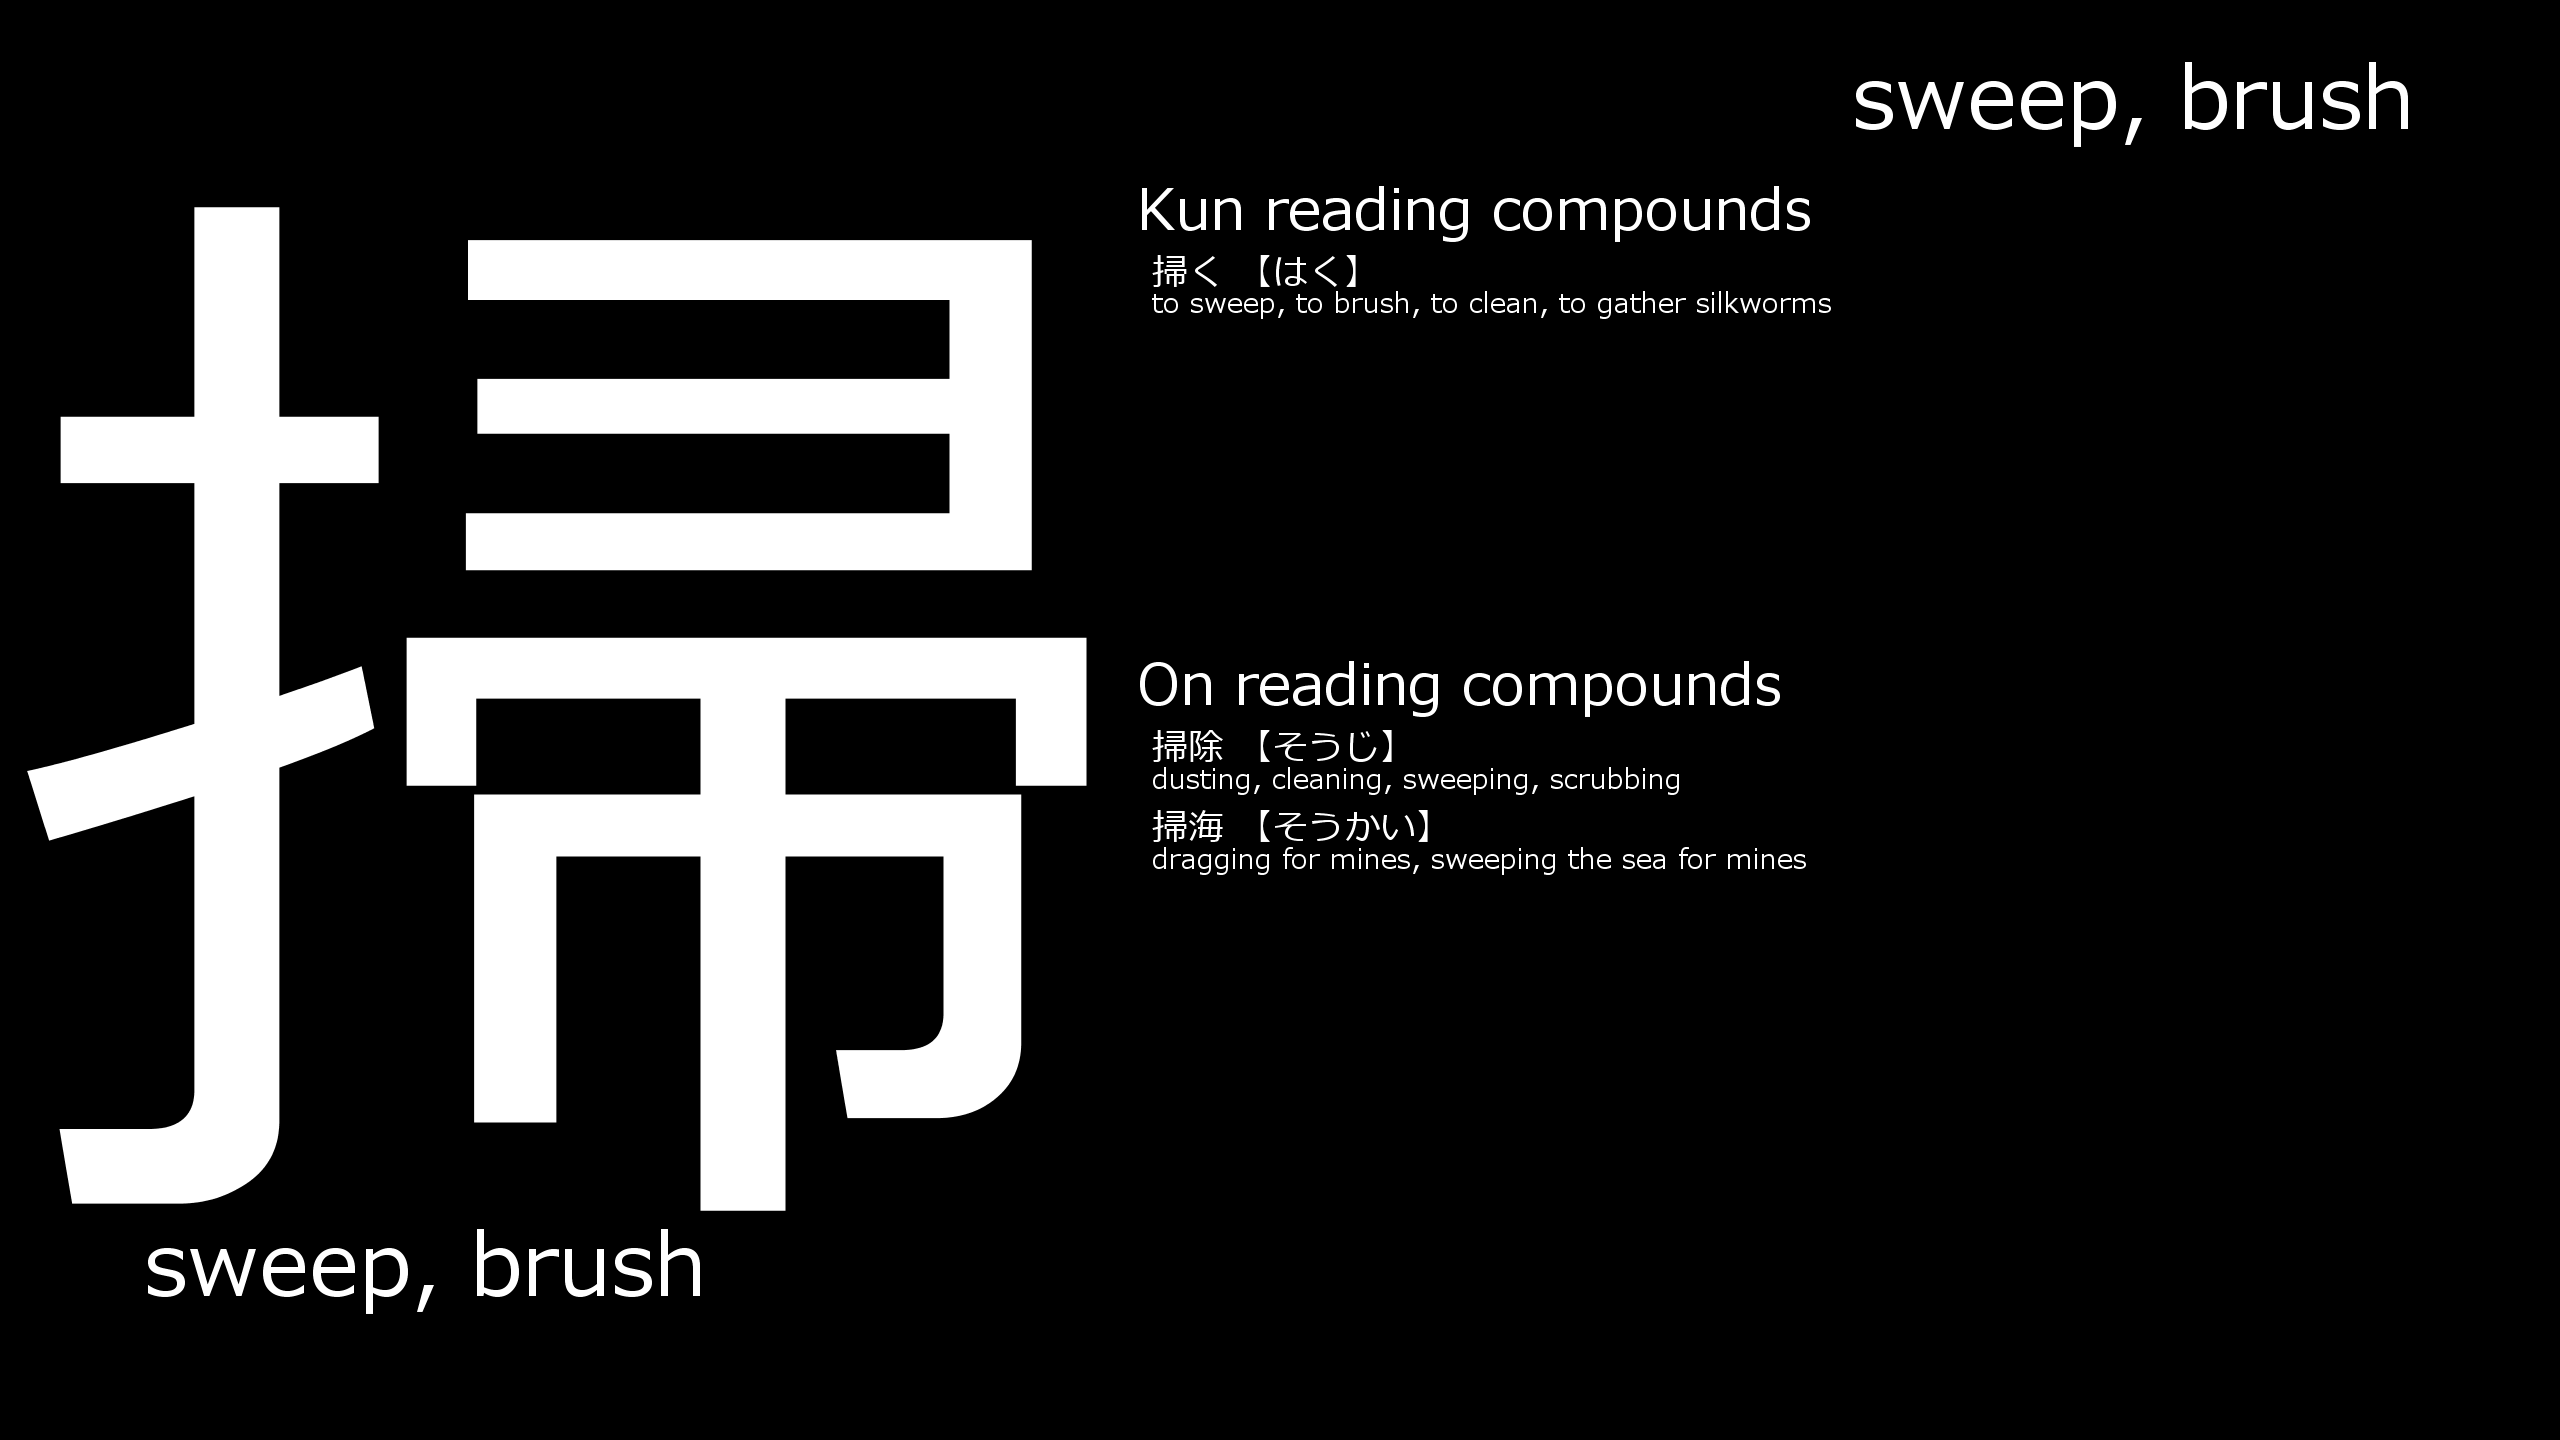 sweep, brush
掃
Kun reading compounds
掃く 【はく】
to sweep, to brush, to clean, to gather silkworms
On reading compounds
掃除 【そうじ】
dusting, cleaning, sweeping, scrubbing
掃海 【そうかい】
dragging for mines, sweeping the sea for mines
sweep, brush